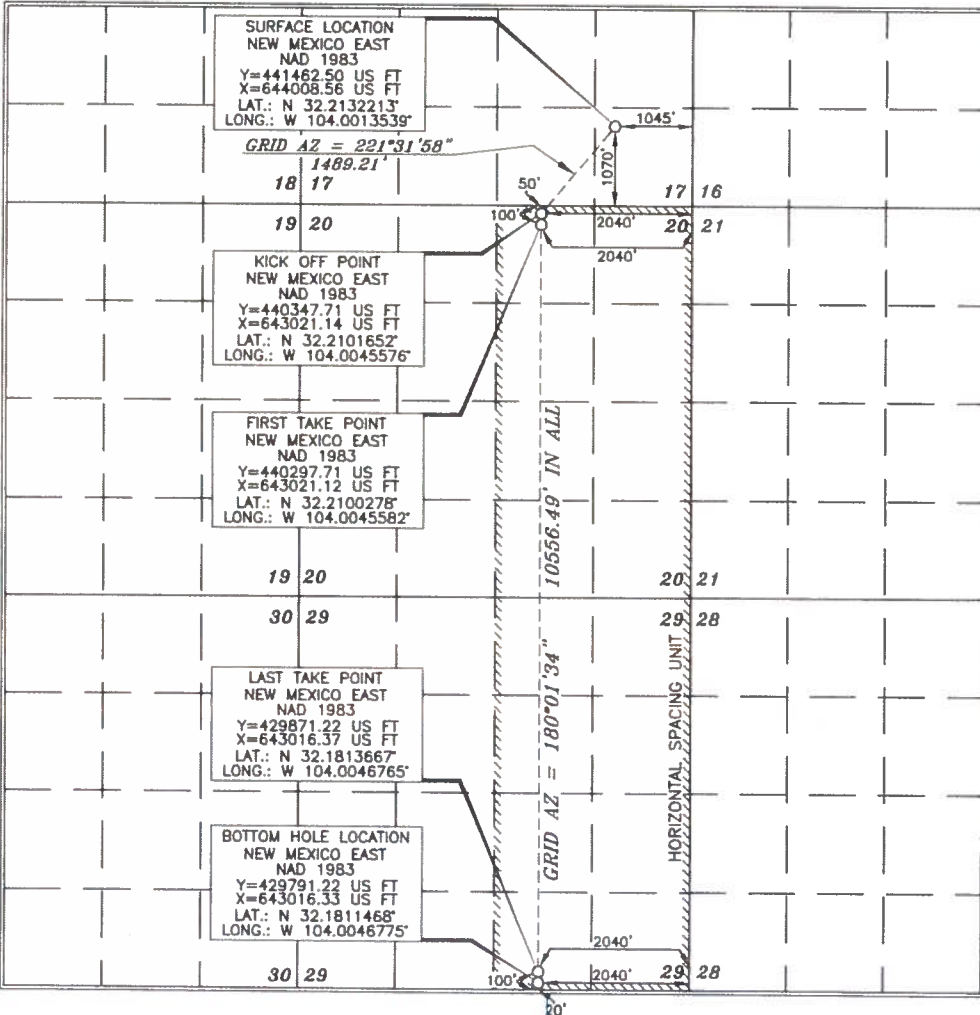 SURFACE LOCATION
NEW MEXICO EAST
NAD 1983
Y=441462.50 US FT
X=644008.56 US FT
LAT.: N 32.2132213°
LONG.: W 104.0013539°
GRID AZ = 221°31'58"
1489.21'
1045'
1070'
18 17
17 16
50'
100'
2040'
19 20
20 21
2040'
KICK OFF POINT
NEW MEXICO EAST
NAD 1983
Y=440347.71 US FT
X=643021.14 US FT
LAT.: N 32.2101652°
LONG.: W 104.0045576°
FIRST TAKE POINT
NEW MEXICO EAST
NAD 1983
Y=440297.71 US FT
X=643021.12 US FT
LAT.: N 32.2100278°
LONG.: W 104.0045582°
10556.49' IN ALL
19 20
20 21
30 29
29 28
HORIZONTAL SPACING UNIT
GRID AZ = 180°01'34"
LAST TAKE POINT
NEW MEXICO EAST
NAD 1983
Y=429871.22 US FT
X=643016.37 US FT
LAT.: N 32.1813667°
LONG.: W 104.0046765°
BOTTOM HOLE LOCATION
NEW MEXICO EAST
NAD 1983
Y=429791.22 US FT
X=643016.33 US FT
LAT.: N 32.1811468°
LONG.: W 104.0046775°
2040'
30 29
100'
2040'
29 28
20'